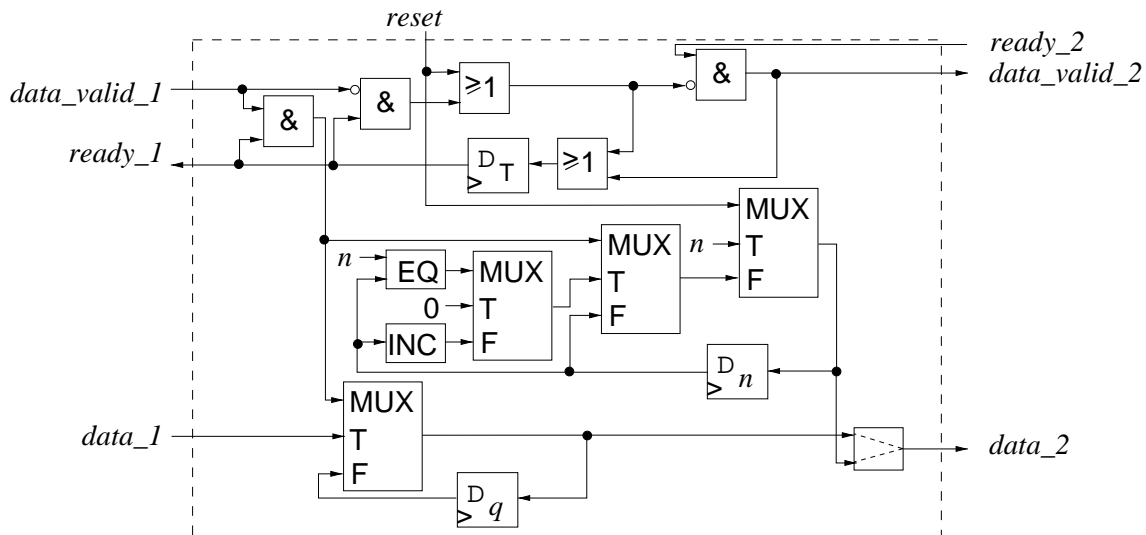 reset
ready_2
data_valid_1
data_valid_2
&
&
≥1
&
ready_1
D T
≥1
MUX
T
F
n
MUX
T
F
n
EQ
MUX
T
F
0
INC
D n
data_1
MUX
T
F
data_2
D q